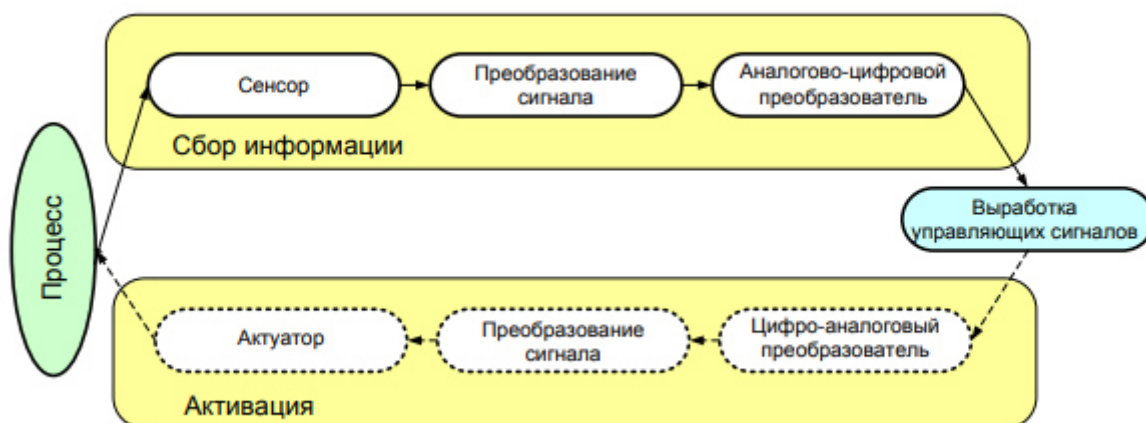 Сенсор
Преобразование
сигнала
Аналогово-цифровой
преобразователь
Сбор информации
Процесс
Выработка
управляющих сигналов
Актуатор
Преобразование
сигнала
Цифро-аналоговый
преобразователь
Активация